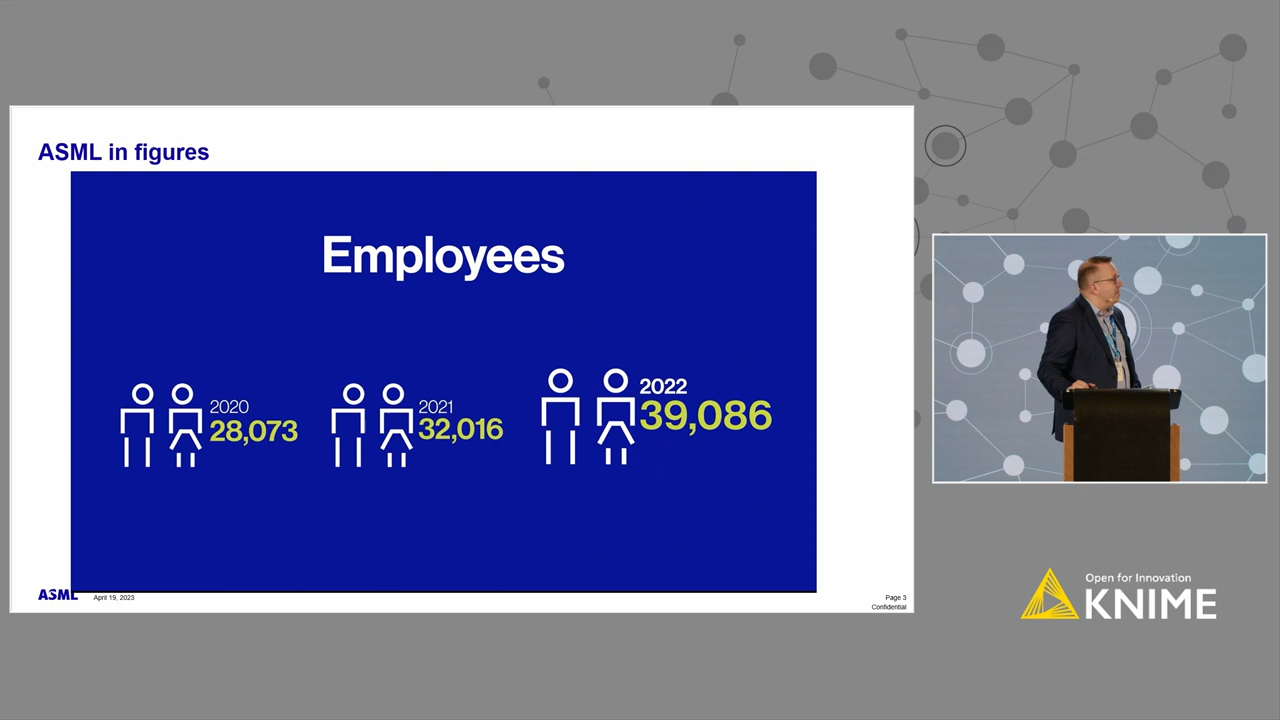 ASML in figures
Employees
2020
28,073
2021
32,016
2022
39,086
ASML
April 19, 2023
Page 3
Confidential
Open for Innovation
KNIME